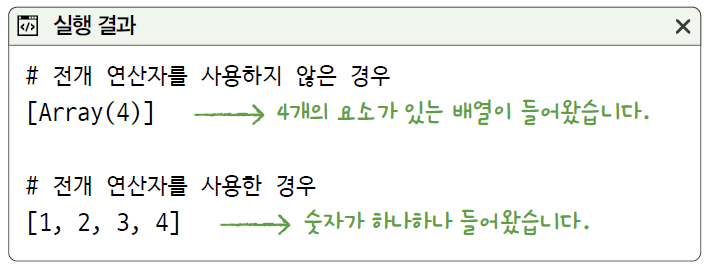 실행 결과
# 전개 연산자를 사용하지 않은 경우
[Array(4)] 4개의 요소가 있는 배열이 들어왔습니다.
# 전개 연산자를 사용한 경우
[1, 2, 3, 4] 숫자가 하나하나 들어왔습니다.